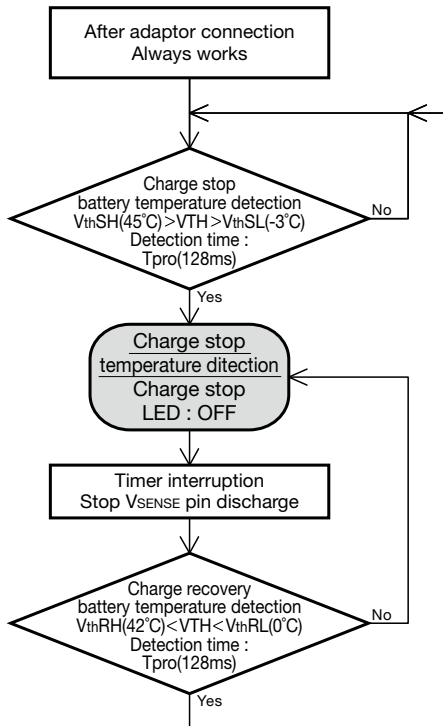 After adaptor connection
Always works
Charge stop
battery temperature detection
VthSH(45°C)>VTH>VthSL(-3°C)
Detection time :
Tpro(128ms)
No
Yes
Charge stop
temperature ditection
Charge stop
LED : OFF
Timer interruption
Stop VSENSE pin discharge
Charge recovery
battery temperature detection
VthRH(42°C)<VTH<VthRL(0°C)
Detection time :
Tpro(128ms)
No
Yes